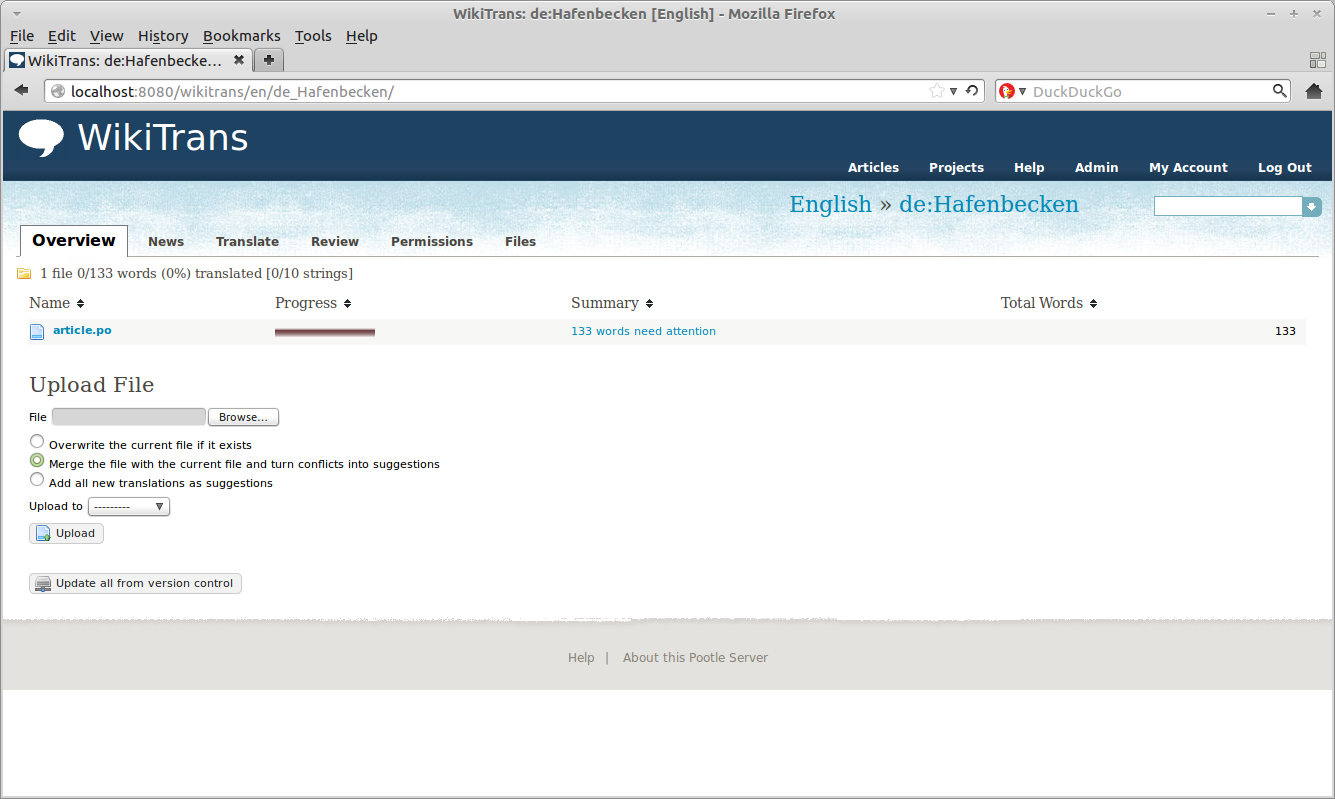 WikiTrans: de:Hafenbecken [English] - Mozilla Firefox
File Edit View History Bookmarks Tools Help
WikiTrans: de:Hafenbecke...
localhost:8080/wikitrans/en/de_Hafenbecken/ DuckDuckGo
WikiTrans
Articles Projects Help Admin My Account Log Out
English » de:Hafenbecken
Overview News Translate Review Permissions Files
1 file 0/133 words (0%) translated [0/10 strings]
Name Progress Summary Total Words
article.po 133 words need attention 133
Upload File
File Browse...
Overwrite the current file if it exists
Merge the file with the current file and turn conflicts into suggestions
Add all new translations as suggestions
Upload to ---------
Upload
Update all from version control
Help | About this Pootle Server